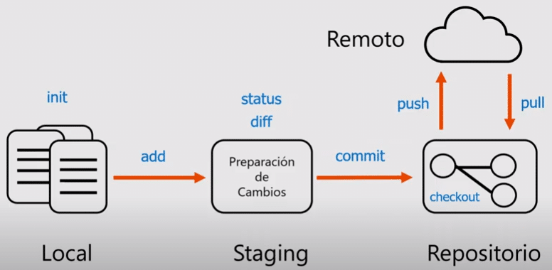 Remoto
init
status
diff
push
pull
add
Preparación
de
Cambios
commit
checkout
Local
Staging
Repositorio